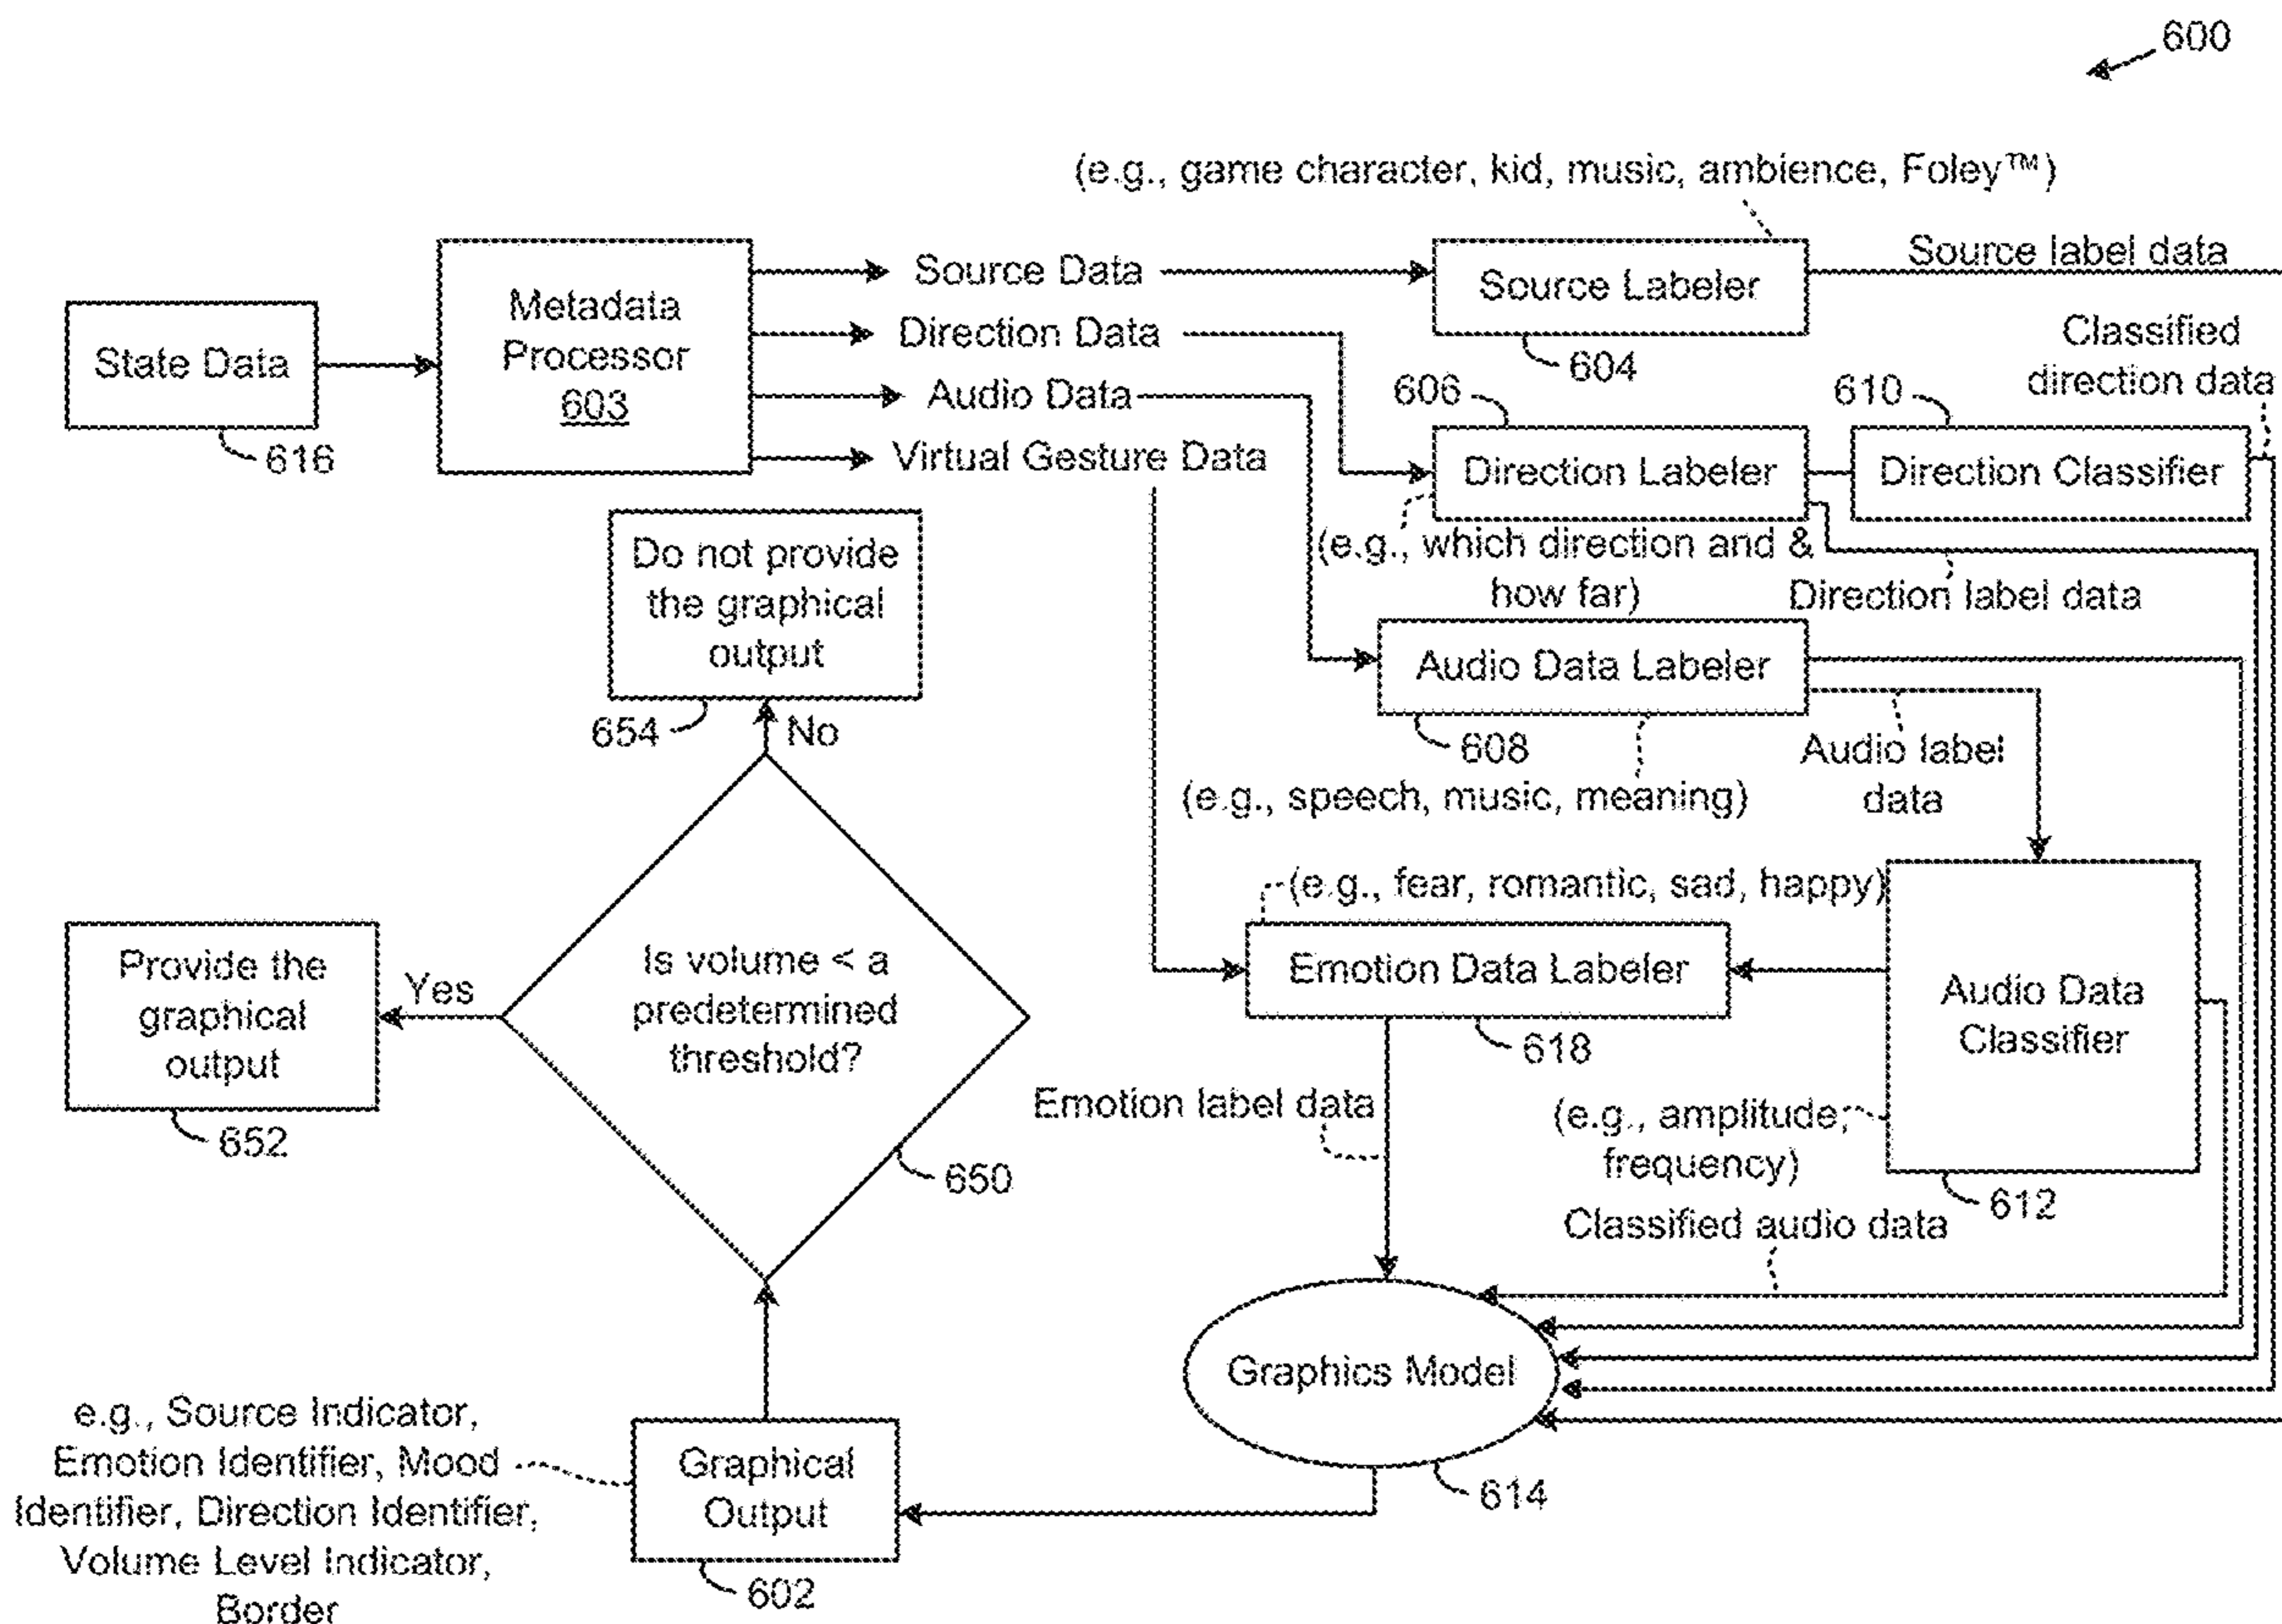 600
(e.g., game character, kid, music, ambience, Foley™)
Source Data
Source Labeler
604
Source label data
State Data
616
Metadata
Processor
603
Direction Data
Audio Data
Virtual Gesture Data
606
Direction Labeler
(e.g., which direction and &
how far)
610
Direction Classifier
Classified
direction data
Direction label data
Do not provide
the graphical
output
654
No
Audio Data Labeler
608
(e.g., speech, music, meaning)
Audio label
data
(e.g., fear, romantic, sad, happy)
Emotion Data Labeler
618
Audio Data
Classifier
612
(e.g., amplitude,
frequency)
Classified audio data
Emotion label data
Provide the
graphical
output
652
Yes
Is volume < a
predetermined
threshold?
650
Graphics Model
614
Graphical
Output
602
e.g., Source Indicator,
Emotion Identifier, Mood
Identifier, Direction Identifier,
Volume Level Indicator,
Border